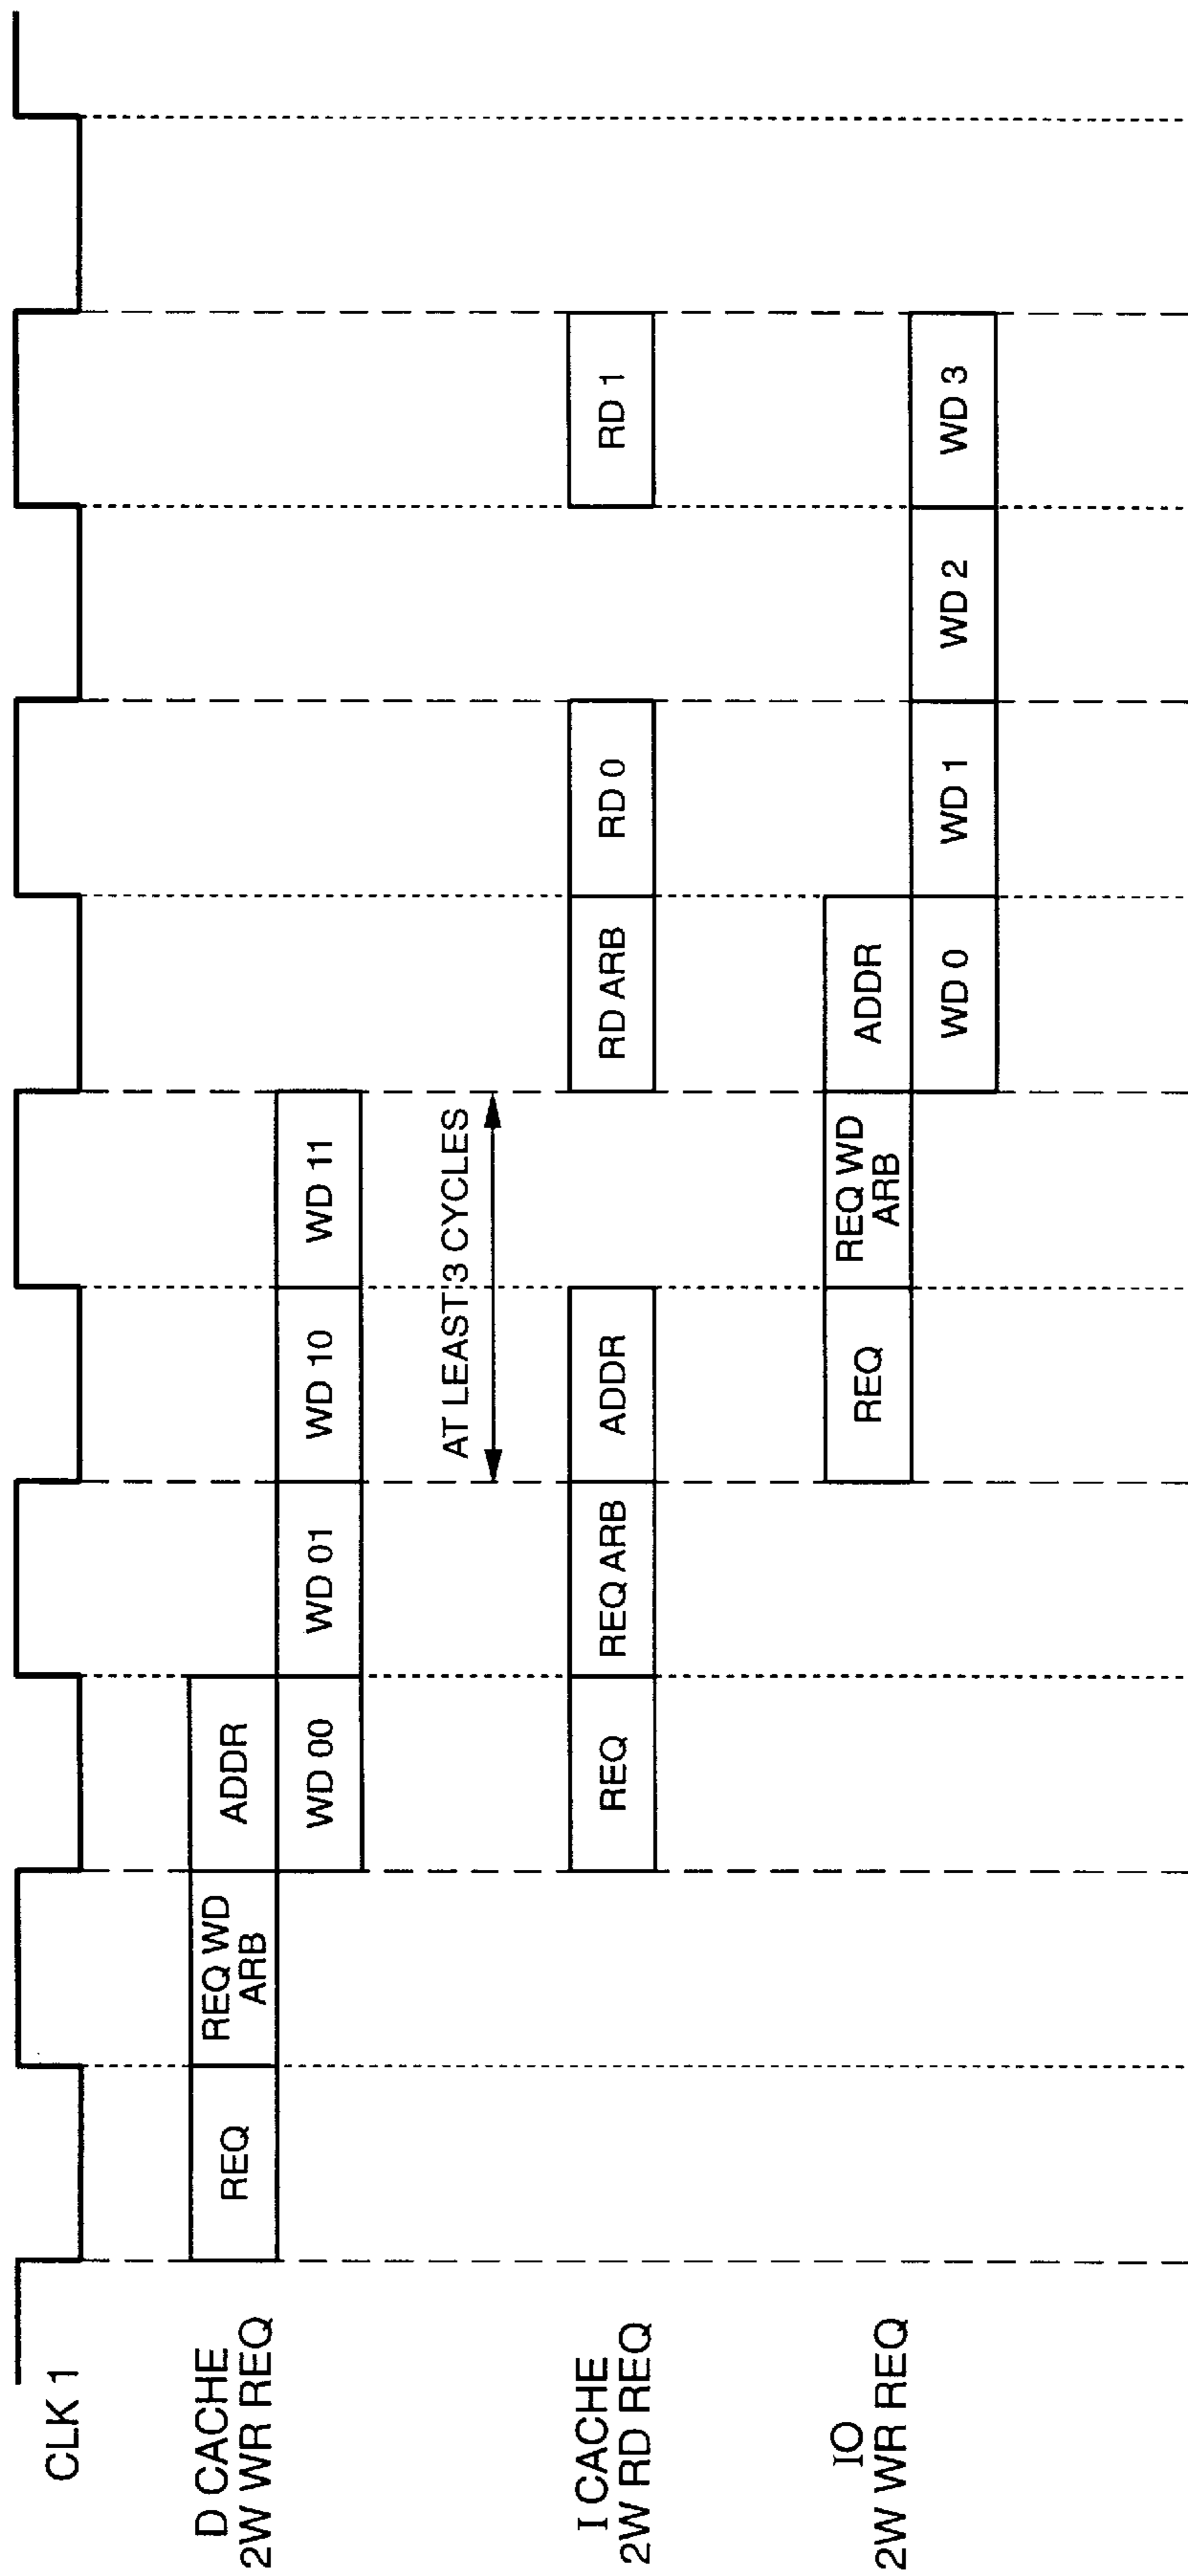 CLK 1
D CACHE
2W WR REQ
REQ
REQ WD
ARB
ADDR
WD 00
WD 01
WD 10
WD 11
AT LEAST 3 CYCLES
I CACHE
2W RD REQ
REQ
REQ ARB
ADDR
RD ARB
RD 0
RD 1
IO
2W WR REQ
REQ
REQ WD
ARB
ADDR
WD 0
WD 1
WD 2
WD 3